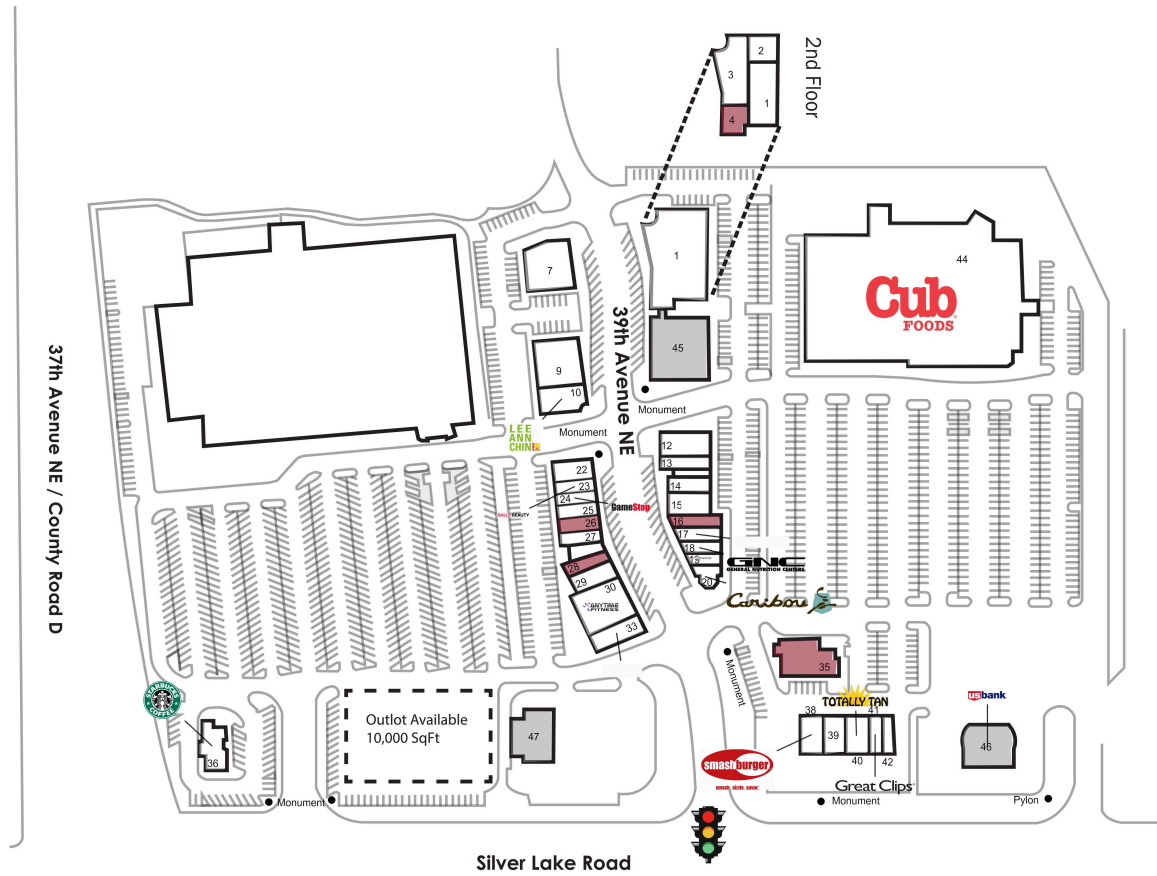 2nd Floor
2
3
1
4
1
7
44
Cub
FOODS
39th Avenue NE
45
9
10
Monument
37th Avenue NE / County Road D
LEE
ANN
CHIN
Monument
12
13
22
23
14
24
GameStop
15
SALLYBEAUTY
25
26
16
27
17
18
GNC
GENERAL NUTRITION CENTERS
19
28
20
29
30
Caribou
ANYTIME
FITNESS
33
Monument
35
STARBUCKS
COFFEE
TOTALLY TAN
usbank
38
41
Outlot Available
10,000 SqFt
47
39
46
40
42
36
smashburger
smash. sizzle. savor.
Great Clips
Monument
Monument
Pylon
Silver Lake Road